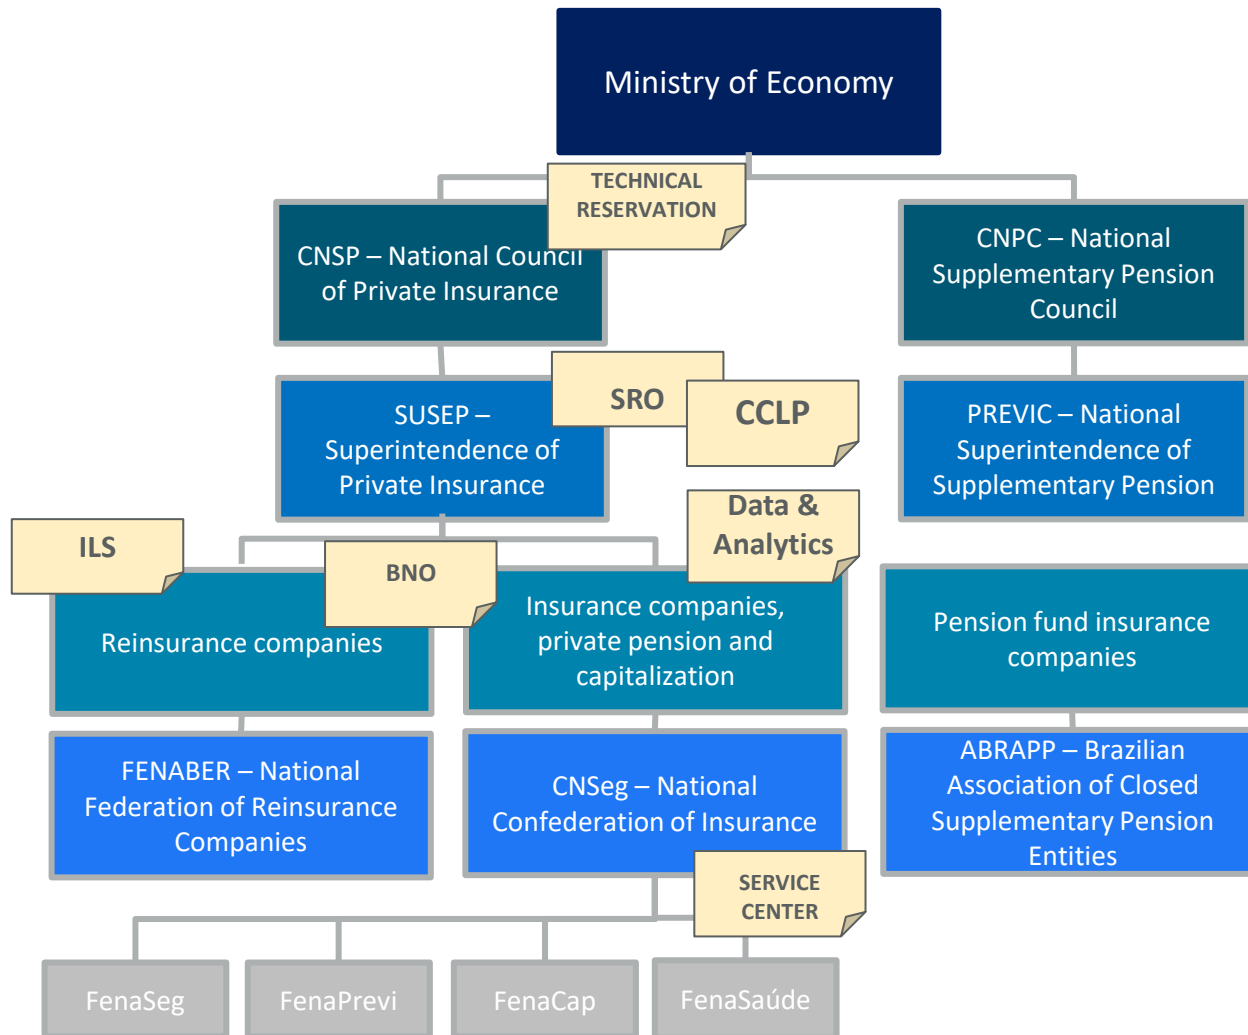 Ministry of Economy
TECHNICAL
RESERVATION
CNSP – National Council
of Private Insurance
CNPC – National
Supplementary Pension
Council
SUSEP –
Superintendence of
Private Insurance
SRO
CCLP
PREVIC – National
Superintendence of
Supplementary Pension
ILS
BNO
Data &
Analytics
Reinsurance companies
Insurance companies,
private pension and
capitalization
Pension fund insurance
companies
FENABER – National
Federation of Reinsurance
Companies
CNSeg – National
Confederation of Insurance
ABRAPP – Brazilian
Association of Closed
Supplementary Pension
Entities
SERVICE
CENTER
FenaSeg
FenaPrevi
FenaCap
FenaSaúde